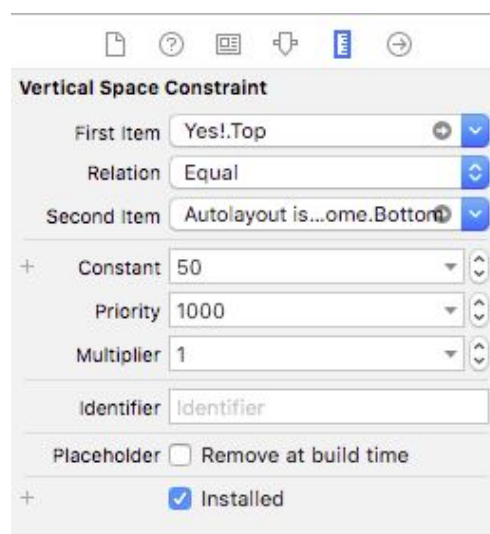 Vertical Space Constraint
First Item Yes!.Top
Relation Equal
Second Item Autolayout is...ome.Bottom
+ Constant 50
Priority 1000
Multiplier 1
Identifier Identifier
Placeholder Remove at build time
+ Installed